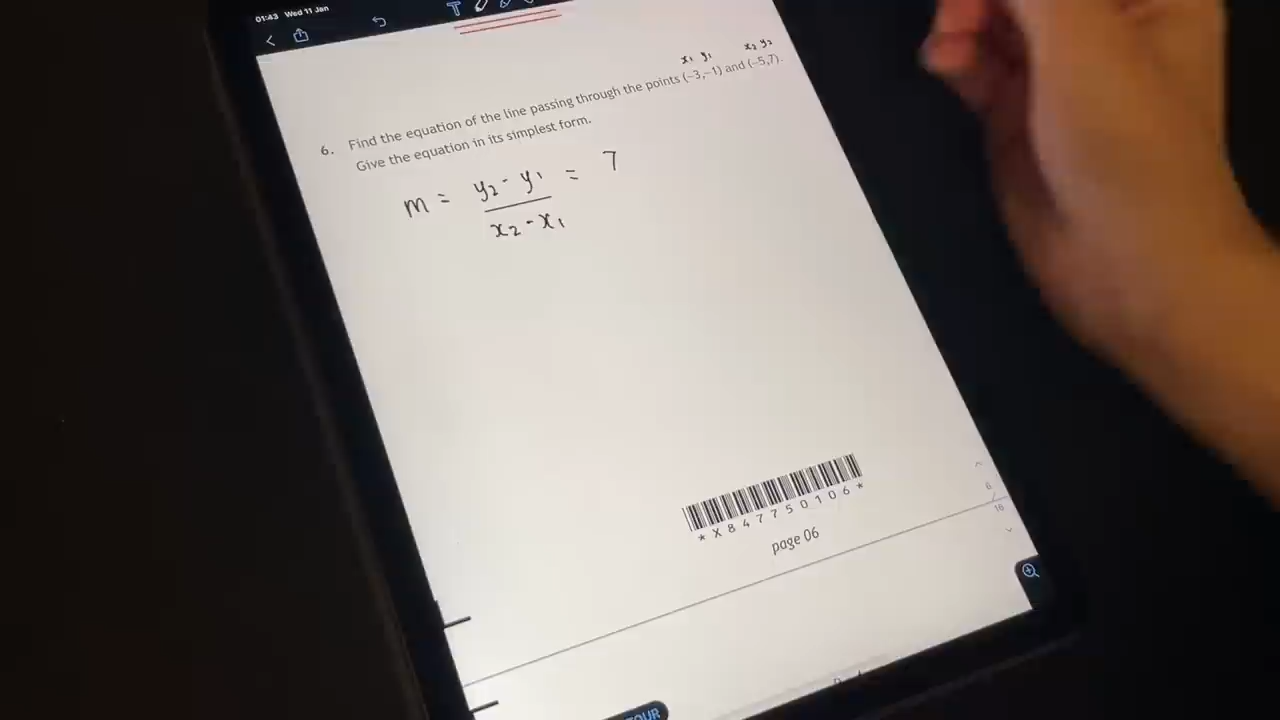 01:43 Wed 11 Jan
x₁ y₁ x₂ y₂
6. Find the equation of the line passing through the points (−3,−1) and (−5,7).
Give the equation in its simplest form.
m = y₂ - y₁ = 7
x₂ - x₁
* X 8 4 7 7 5 0 1 0 6 *
page 06
6
18